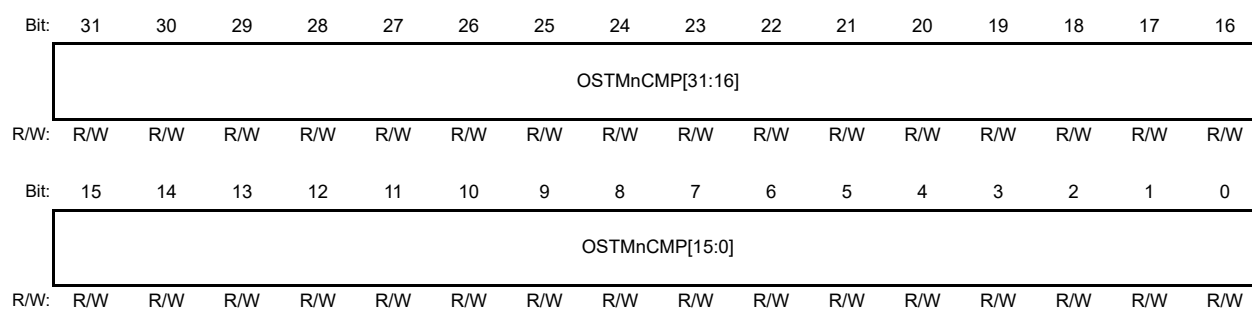 Bit: 31 30 29 28 27 26 25 24 23 22 21 20 19 18 17 16
OSTMnCMP[31:16]
R/W: R/W R/W R/W R/W R/W R/W R/W R/W R/W R/W R/W R/W R/W R/W R/W R/W
Bit: 15 14 13 12 11 10 9 8 7 6 5 4 3 2 1 0
OSTMnCMP[15:0]
R/W: R/W R/W R/W R/W R/W R/W R/W R/W R/W R/W R/W R/W R/W R/W R/W R/W